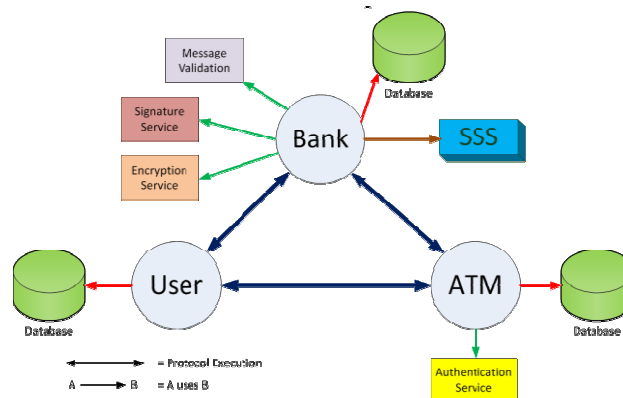 Message
Validation
Database
Signature
Service
Bank
SSS
Encryption
Service
User
ATM
Database
Database
= Protocol Execution
A B = A uses B
Authentication
Service